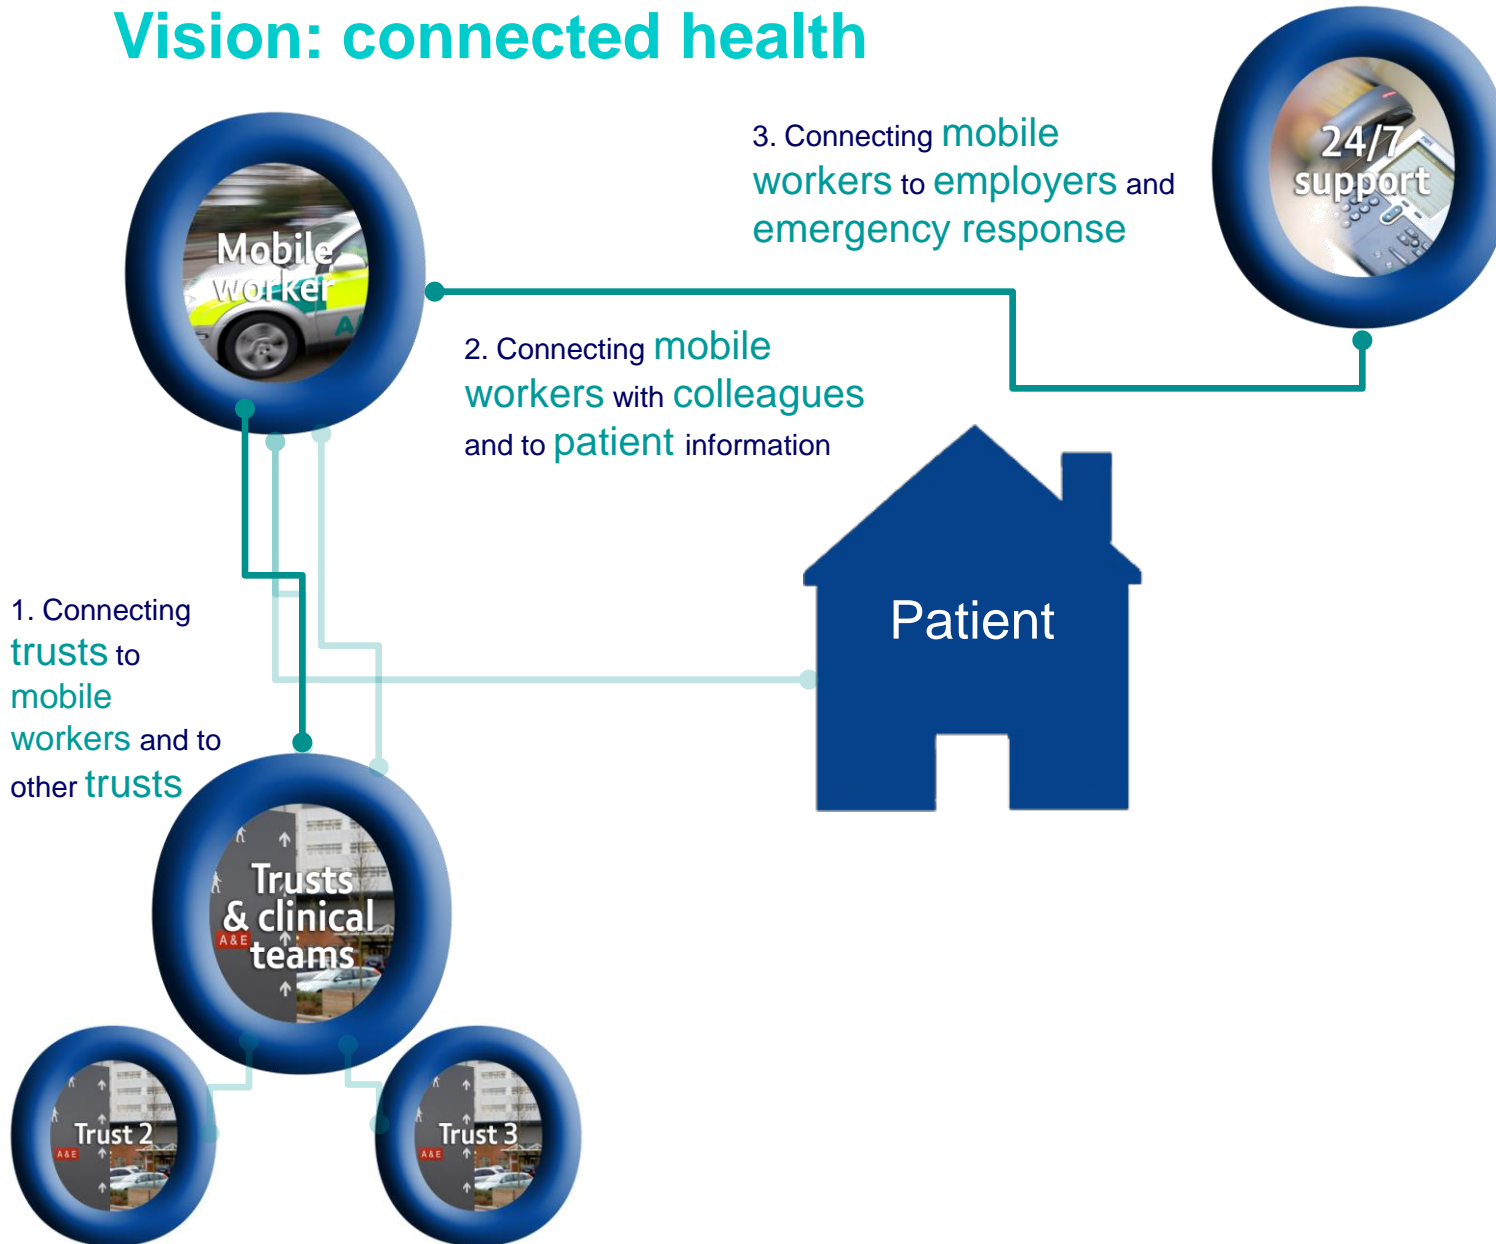 Vision: connected health
24/7
support
3. Connecting mobile
workers to employers and
emergency response
Mobile
worker
2. Connecting mobile
workers with colleagues
and to patient information
Patient
1. Connecting
trusts to
mobile
workers and to
other trusts
Trusts
& clinical
teams
A&E
Trust 2
A&E
Trust 3
A&E